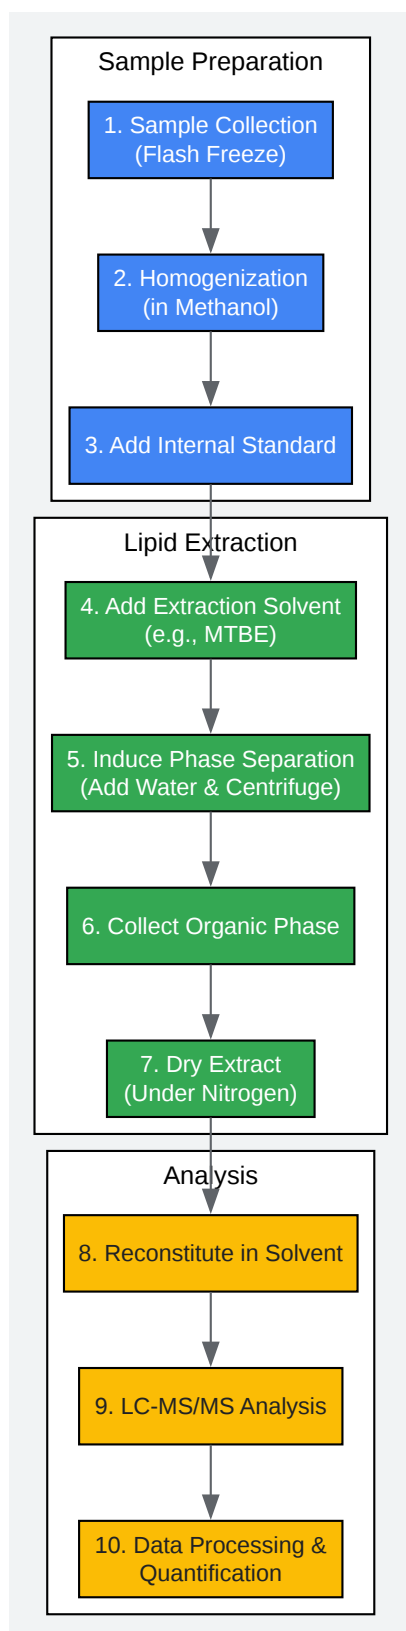 Sample Preparation
1. Sample Collection
(Flash Freeze)
2. Homogenization
(in Methanol)
3. Add Internal Standard
Lipid Extraction
4. Add Extraction Solvent
(e.g., MTBE)
5. Induce Phase Separation
(Add Water & Centrifuge)
6. Collect Organic Phase
7. Dry Extract
(Under Nitrogen)
Analysis
8. Reconstitute in Solvent
9. LC-MS/MS Analysis
10. Data Processing &
Quantification